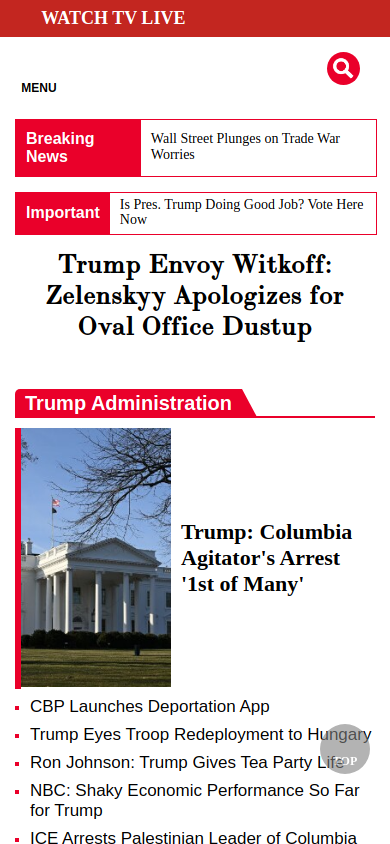 WATCH TV LIVE
MENU
Breaking
News
Wall Street Plunges on Trade War
Worries
Important
Is Pres. Trump Doing Good Job? Vote Here
Now
Trump Envoy Witkoff:
Zelenskyy Apologizes for
Oval Office Dustup
Trump Administration
Trump: Columbia
Agitator's Arrest
'1st of Many'
CBP Launches Deportation App
Trump Eyes Troop Redeployment to Hungary
Ron Johnson: Trump Gives Tea Party Life
TOP
NBC: Shaky Economic Performance So Far
for Trump
ICE Arrests Palestinian Leader of Columbia